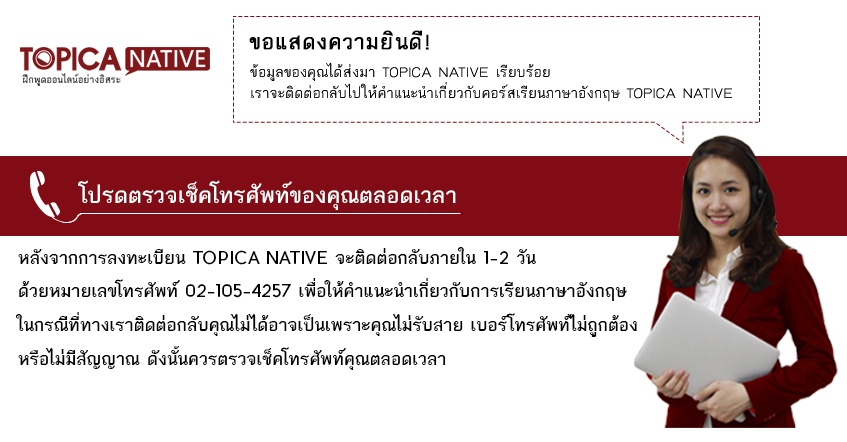 TOPICA NATIVE
ฝึกพูดออนไลน์อย่างอิสระ
ขอแสดงความยินดี!
ข้อมูลของคุณได้ส่งมา TOPICA NATIVE เรียบร้อย
เราจะติดต่อกลับไปให้คำแนะนำเกี่ยวกับคอร์สเรียนภาษาอังกฤษ TOPICA NATIVE
โปรดตรวจเช็คโทรศัพท์ของคุณตลอดเวลา
หลังจากการลงทะเบียน TOPICA NATIVE จะติดต่อกลับภายใน 1-2 วัน
ด้วยหมายเลขโทรศัพท์ 02-105-4257 เพื่อให้คำแนะนำเกี่ยวกับการเรียนภาษาอังกฤษ
ในกรณีที่ทางเราติดต่อกลับคุณไม่ได้อาจเป็นเพราะคุณไม่รับสาย เบอร์โทรศัพท์ไม่ถูกต้อง
หรือไม่มีสัญญาณ ดังนั้นควรตรวจเช็คโทรศัพท์คุณตลอดเวลา